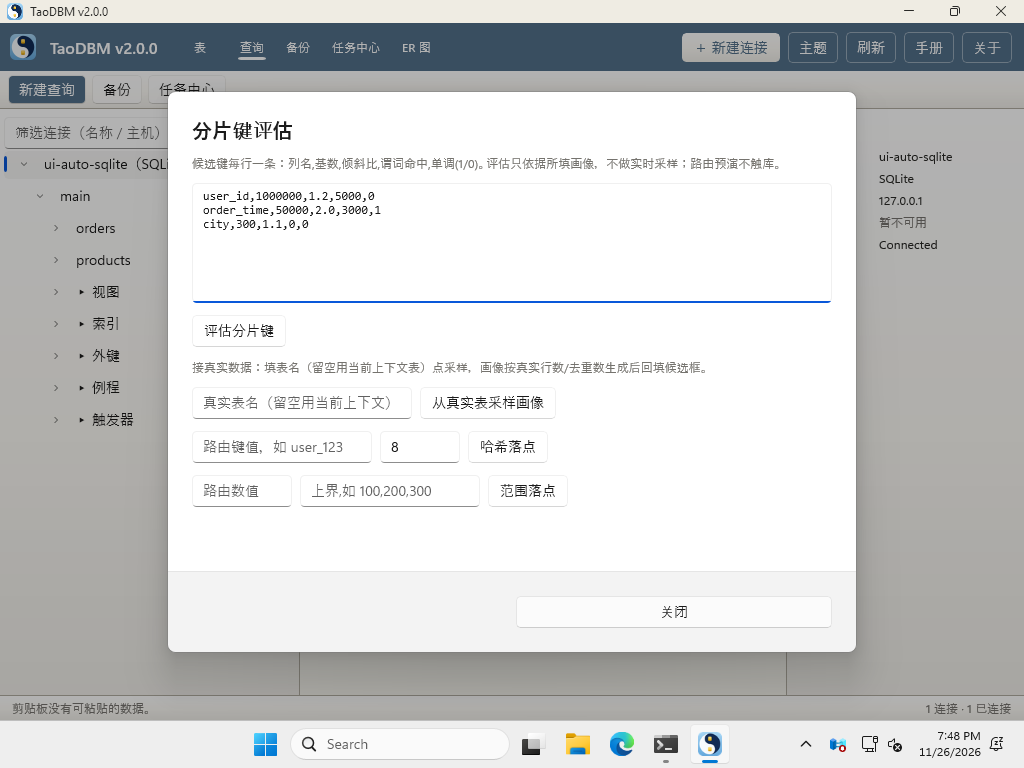 TaoDBM v2.0.0
TaoDBM v2.0.0 表 查询 备份 任务中心 ER 图 + 新建连接 主题 刷新 手册 关于
新建查询 备份 任务中心
筛选连接（名称 / 主机）
ui-auto-sqlite（SQLi
main
orders
products
视图
索引
外键
例程
触发器
分片键评估
候选键每行一条：列名,基数,倾斜比,谓词命中,单调(1/0)。评估只依据所填画像，不做实时采样；路由预演不触库。
user_id,1000000,1.2,5000,0
order_time,50000,2.0,3000,1
city,300,1.1,0,0
评估分片键
接真实数据：填表名（留空用当前上下文表）点采样，画像按真实行数/去重数生成后回填候选框。
真实表名（留空用当前上下文） 从真实表采样画像
路由键值，如 user_123 8 哈希落点
路由数值 上界,如 100,200,300 范围落点
关闭
ui-auto-sqlite
SQLite
127.0.0.1
暂不可用
Connected
剪贴板没有可粘贴的数据。 1 连接 · 1 已连接
Search
7:48 PM
11/26/2026